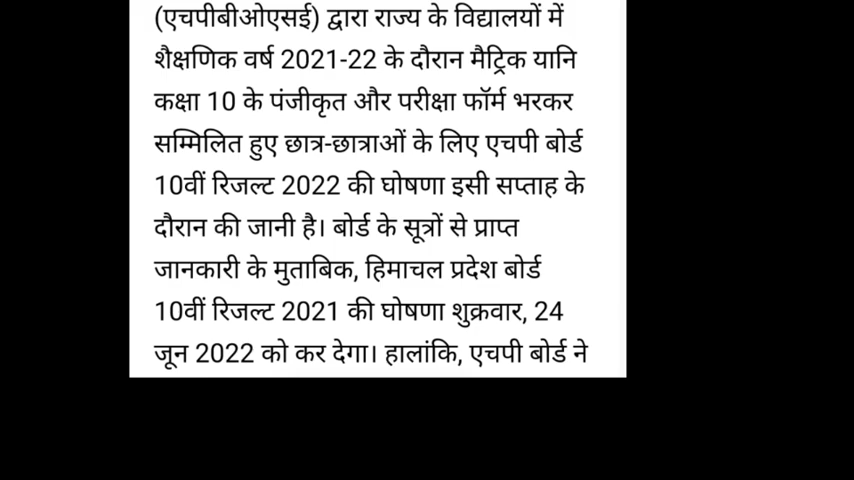 (एचपीबीओएसई) द्वारा राज्य के विद्यालयों में
शैक्षणिक वर्ष 2021-22 के दौरान मैट्रिक यानि
कक्षा 10 के पंजीकृत और परीक्षा फॉर्म भरकर
सम्मिलित हुए छात्र-छात्राओं के लिए एचपी बोर्ड
10वीं रिजल्ट 2022 की घोषणा इसी सप्ताह के
दौरान की जानी है। बोर्ड के सूत्रों से प्राप्त
जानकारी के मुताबिक, हिमाचल प्रदेश बोर्ड
10वीं रिजल्ट 2021 की घोषणा शुक्रवार, 24
जून 2022 को कर देगा। हालांकि, एचपी बोर्ड ने